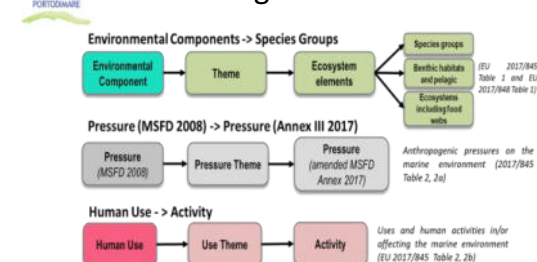 PORTODIMARE
Environmental Components -> Species Groups
Environmental
Component
Theme
Ecosystem
elements
Species groups
Benthic habitats
and pelagic
Ecosystems
including food
webs
(EU 2017/845
Table 1 and EU
2017/848 Table 1)
Pressure (MSFD 2008) -> Pressure (Annex III 2017)
Pressure
(MSFD 2008)
Pressure Theme
Pressure
(amended MSFD
Annex 2017)
Anthropogenic pressures on the
marine environment (2017/845
Table 2, 2a)
Human Use - > Activity
Human Use
Use Theme
Activity
Uses and human activities in/or
affecting the marine environment
(EU 2017/845 Table 2, 2b)